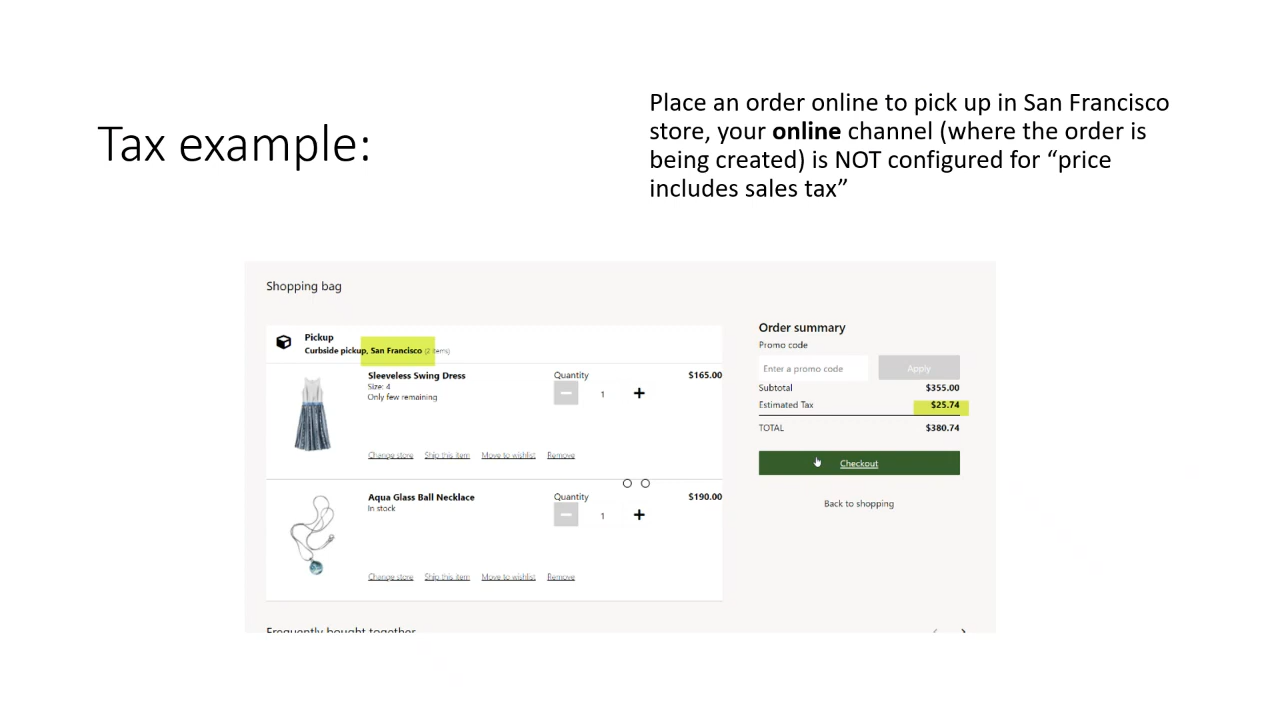 Tax example:
Place an order online to pick up in San Francisco
store, your online channel (where the order is
being created) is NOT configured for “price
includes sales tax”
Shopping bag
Pickup
Curbside pickup, San Francisco (2 items)
Sleeveless Swing Dress
Size: 4
Only few remaining
Quantity
1
$165.00
Change store Ship this item Move to wishlist Remove
Aqua Glass Ball Necklace
In stock
Quantity
1
$190.00
Change store Ship this item Move to wishlist Remove
Frequently bought together
Order summary
Promo code
Enter a promo code Apply
Subtotal $355.00
Estimated Tax $25.74
TOTAL $380.74
Checkout
Back to shopping